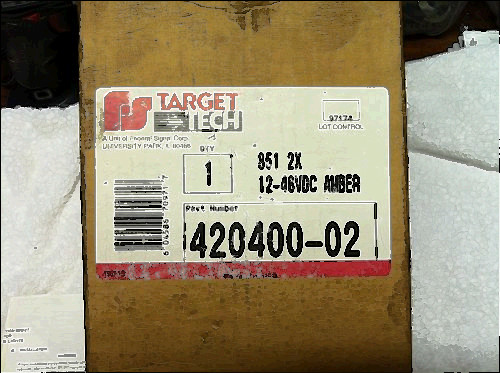 TARGET
TECH
A Unit of Federal Signal Corp.
UNIVERSITY PARK, IL 60466
97174
LOT CONTROL
QTY
1
851 2X
12-48VDC AMBER
Part Number
420400-02